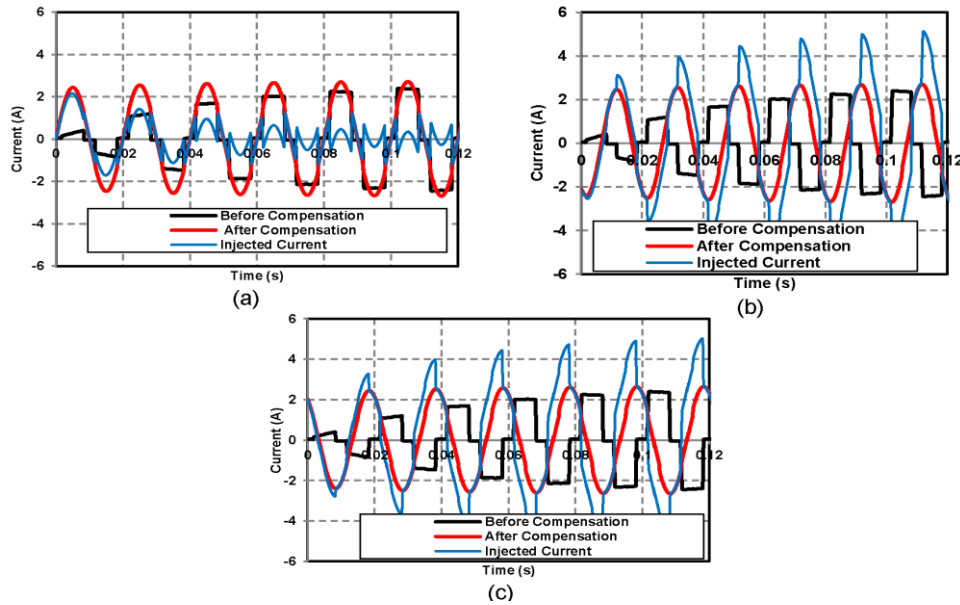 6
4
2
0
-2
-4
-6
Current (A)
0 0.02 0.04 0.06 0.08 0.1 0.12
Before Compensation
After Compensation
Injected Current
Time (s)
(a)
6
4
2
0
-2
-4
-6
Current (A)
0 0.02 0.04 0.06 0.08 0.1 0.12
Before Compensation
After Compensation
Injected Current
Time (s)
(b)
6
4
2
0
-2
-4
-6
Current (A)
0 0.02 0.04 0.06 0.08 0.1 0.12
Before Compensation
After Compensation
Injected Current
Time (s)
(c)